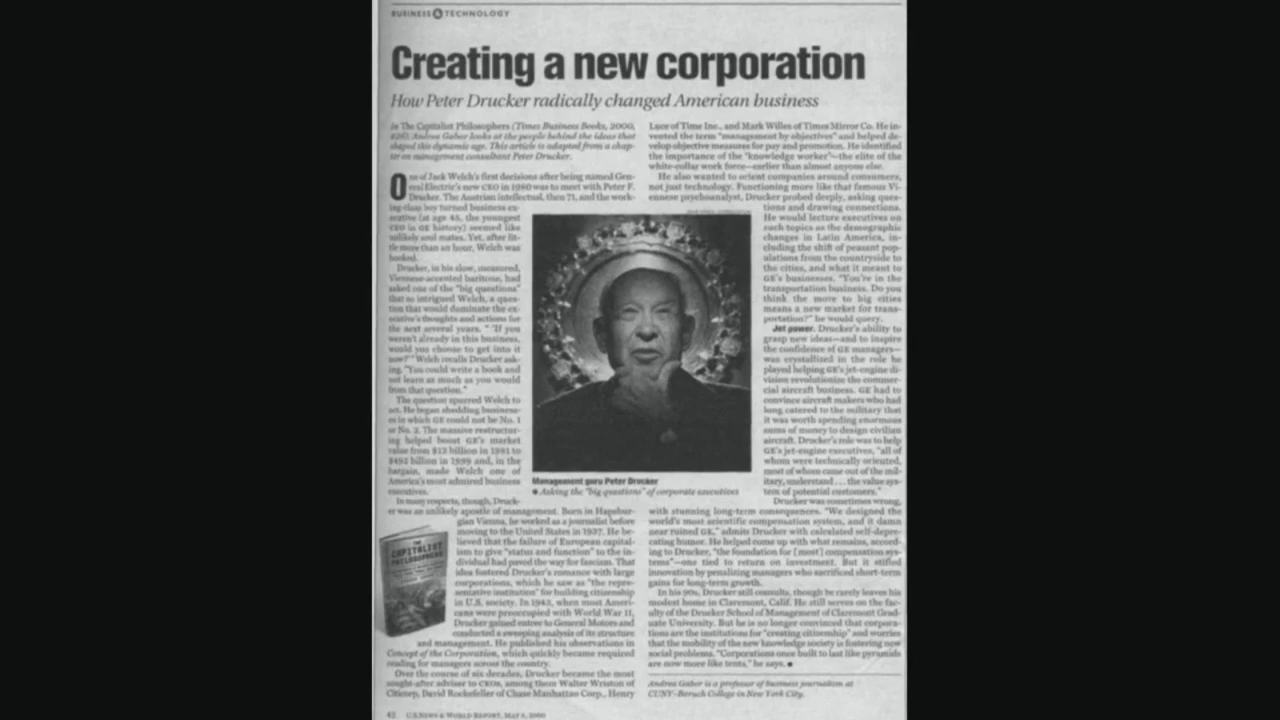 BUSINESS & TECHNOLOGY
Creating a new corporation
How Peter Drucker radically changed American business
In The Capitalist Philosophers (Times Business Books, 2000,
Andrea Gabor looks at the people behind the ideas that
shaped this dynamic age. This article is adapted from a chap-
ter on management consultant Peter Drucker.
One of Jack Welch's first decisions after being named Gen-
eral Electric's new CEO in 1980 was to meet with Peter F.
Drucker. The Austrian intellectual, then 71, and the work-
ing-class boy turned business ex-
ecutive (at age 45, the youngest
CEO in GE history) seemed like
unlikely soul mates. Yet, after lit-
tle more than an hour, Welch was
hooked.
Drucker, in his slow, measured,
Viennese-accented baritone, had
asked one of the "big questions"
that so intrigued Welch, a ques-
tion that would dominate the ex-
ecutive's thoughts and actions for
the next several years. "'If you
weren't already in this business,
would you choose to get into it
now?'" Welch recalls Drucker ask-
ing. "You could write a book and
not learn as much as you would
from that question."
The question spurred Welch to
act. He began shedding business-
es in which GE could not be No. 1
or No. 2. The massive restructur-
ing helped boost GE's market
value from $12 billion in 1981 to
$492 billion in 1999 and, in the
bargain, made Welch one of
America's most admired business
executives.
In many respects, though, Druck-
er was an unlikely apostle of management. Born in Hapsbur-
gian Vienna, he worked as a journalist before
moving to the United States in 1937. He be-
lieved that the failure of European capital-
ism to give "status and function" to the in-
dividual had paved the way for fascism. That
idea fostered Drucker's romance with large
corporations, which he saw as "the repre-
sentative institution" for building citizenship
in U.S. society. In 1943, when most Ameri-
cans were preoccupied with World War II,
Drucker gained entree to General Motors and
conducted a sweeping analysis of its structure
and management. He published his observations in
Concept of the Corporation, which quickly became required
reading for managers across the country.
Over the course of six decades, Drucker became the most
sought-after adviser to CEOs, among them Walter Wriston of
Citicorp, David Rockefeller of Chase Manhattan Corp., Henry
THE
CAPITALIST
PHILOSOPHERS
Management guru Peter Drucker
Asking the "big questions" of corporate executives
Luce of Time Inc., and Mark Willes of Times Mirror Co. He in-
vented the term "management by objectives" and helped de-
velop objective measures for pay and promotion. He identified
the importance of the "knowledge worker"—the elite of the
white-collar work force—earlier than almost anyone else.
He also wanted to orient companies around consumers,
not just technology. Functioning more like that famous Vi-
ennese psychoanalyst, Drucker probed deeply, asking ques-
tions and drawing connections.
He would lecture executives on
such topics as the demographic
changes in Latin America, in-
cluding the shift of peasant pop-
ulations from the countryside to
the cities, and what it meant to
GE's businesses. "You're in the
transportation business. Do you
think the move to big cities
means a new market for trans-
portation?" he would query.
Jet power. Drucker's ability to
grasp new ideas—and to inspire
the confidence of GE managers—
was crystallized in the role he
played helping GE's jet-engine di-
vision revolutionize the commer-
cial aircraft business. GE had to
convince aircraft makers who had
long catered to the military that
it was worth spending enormous
sums of money to design civilian
aircraft. Drucker's role was to help
GE's jet-engine executives, "all of
whom were technically oriented,
most of whom came out of the mil-
itary, understand . . . the value sys-
tem of potential customers."
Drucker was sometimes wrong,
with stunning long-term consequences. "We designed the
world's most scientific compensation system, and it damn
near ruined GE," admits Drucker with calculated self-depre-
cating humor. He helped come up with what remains, accord-
ing to Drucker, "the foundation for [most] compensation sys-
tems"—one tied to return on investment. But it stifled
innovation by penalizing managers who sacrificed short-term
gains for long-term growth.
In his 90s, Drucker still consults, though he rarely leaves his
modest home in Claremont, Calif. He still serves on the fac-
ulty of the Drucker School of Management of Claremont Grad-
uate University. But he is no longer convinced that corpora-
tions are the institutions for "creating citizenship" and worries
that the mobility of the new knowledge society is fostering new
social problems. "Corporations once built to last like pyramids
are now more like tents," he says.
Andrea Gabor is a professor of business journalism at
CUNY-Baruch College in New York City.
42 U.S.NEWS & WORLD REPORT, MAY 8, 2000